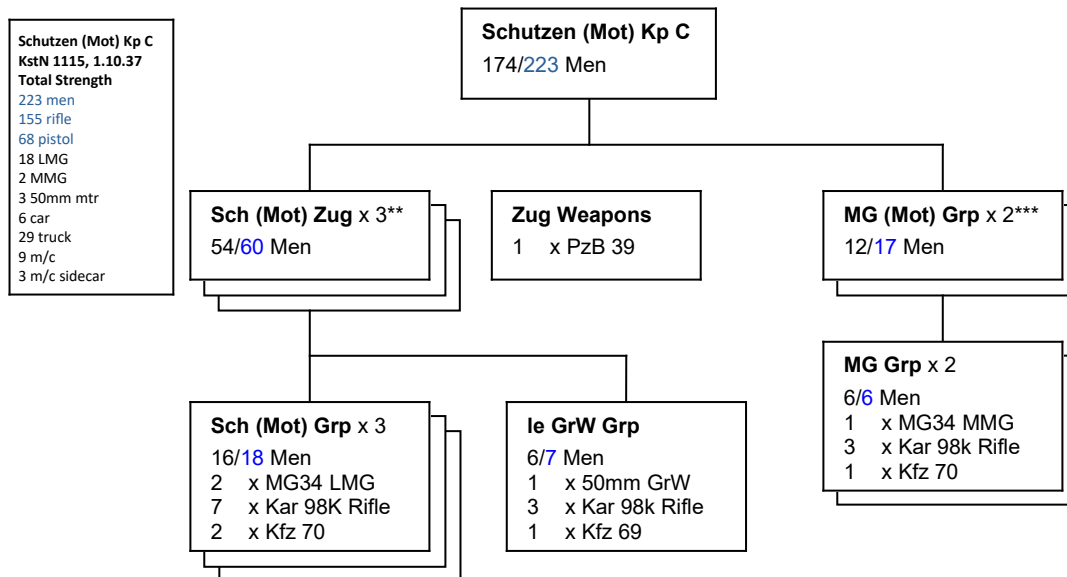 Schutzen (Mot) Kp C
KstN 1115, 1.10.37
Total Strength
223 men
155 rifle
68 pistol
18 LMG
2 MMG
3 50mm mtr
6 car
29 truck
9 m/c
3 m/c sidecar
Schutzen (Mot) Kp C
174/223 Men
Sch (Mot) Zug x 3**
54/60 Men
Zug Weapons
1 x PzB 39
MG (Mot) Grp x 2***
12/17 Men
MG Grp x 2
6/6 Men
1 x MG34 MMG
3 x Kar 98k Rifle
1 x Kfz 70
Sch (Mot) Grp x 3
16/18 Men
2 x MG34 LMG
7 x Kar 98K Rifle
2 x Kfz 70
le GrW Grp
6/7 Men
1 x 50mm GrW
3 x Kar 98k Rifle
1 x Kfz 69